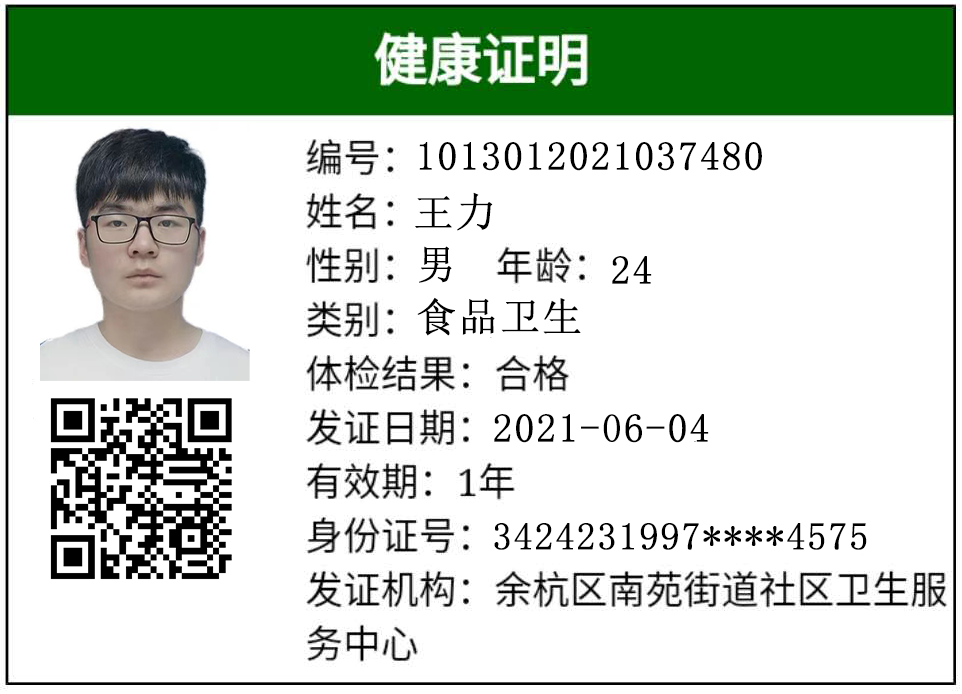 健康证明
编号：1013012021037480
姓名：王力
性别：男 年龄：24
类别：食品卫生
体检结果：合格
发证日期：2021-06-04
有效期：1年
身份证号：3424231997****4575
发证机构：余杭区南苑街道社区卫生服
务中心